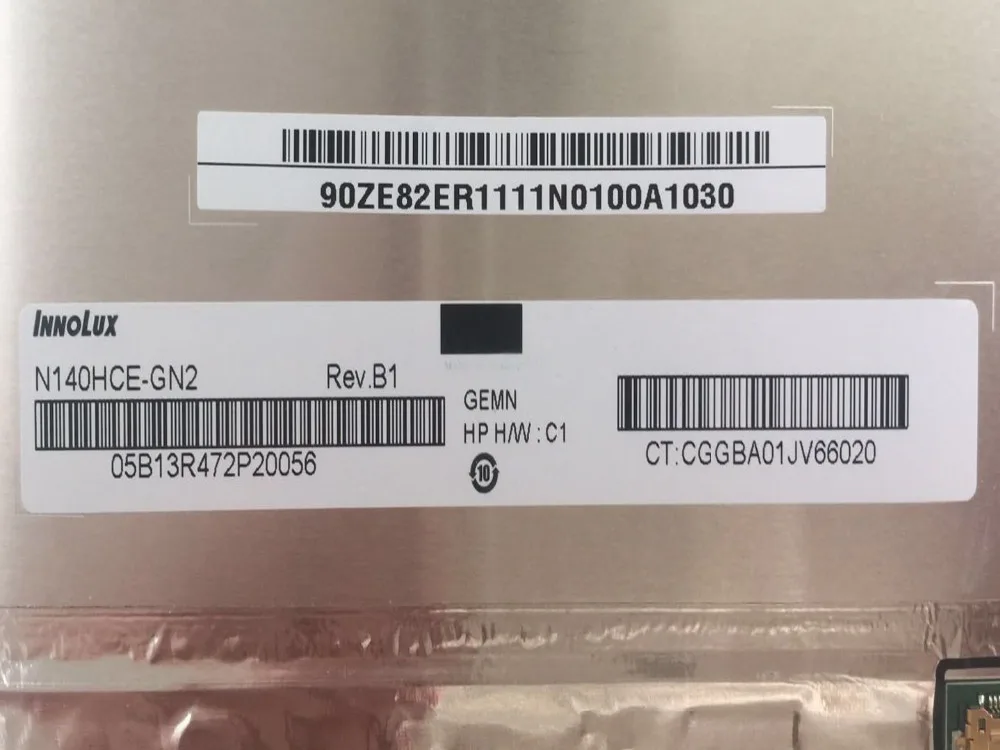 90ZE82ER1111N0100A1030
INNOLUX
N140HCE-GN2 Rev.B1
05B13R472P20056
GEMN
HP H/W : C1
10
CT:CGGBA01JV66020